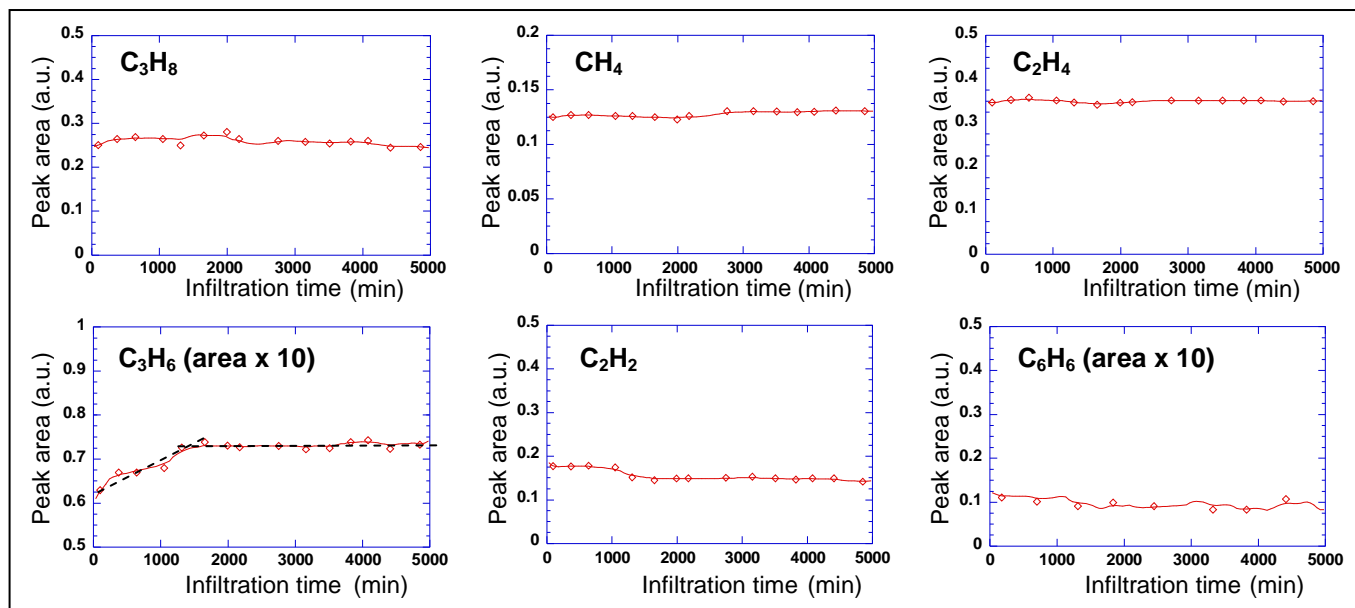 0.5
0.4
0.3
0.2
0.1
0
C₃H₈
Peak area (a.u.)
0 1000 2000 3000 4000 5000
Infiltration time (min)
0.2
0.15
0.1
0.05
0
CH₄
Peak area (a.u.)
0 1000 2000 3000 4000 5000
Infiltration time (min)
0.5
0.4
0.3
0.2
0.1
0
C₂H₄
Peak area (a.u.)
0 1000 2000 3000 4000 5000
Infiltration time (min)
1
0.9
0.8
0.7
0.6
0.5
C₃H₆ (area x 10)
Peak area (a.u.)
0 1000 2000 3000 4000 5000
Infiltration time (min)
0.5
0.4
0.3
0.2
0.1
0
C₂H₂
Peak area (a.u.)
0 1000 2000 3000 4000 5000
Infiltration time (min)
0.5
0.4
0.3
0.2
0.1
0
C₆H₆ (area x 10)
Peak area (a.u.)
0 1000 2000 3000 4000 5000
Infiltration time (min)